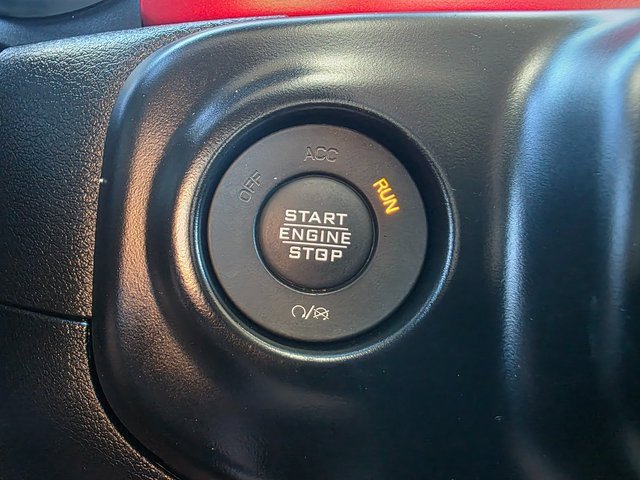 ACC
OFF
RUN
START
ENGINE
STOP